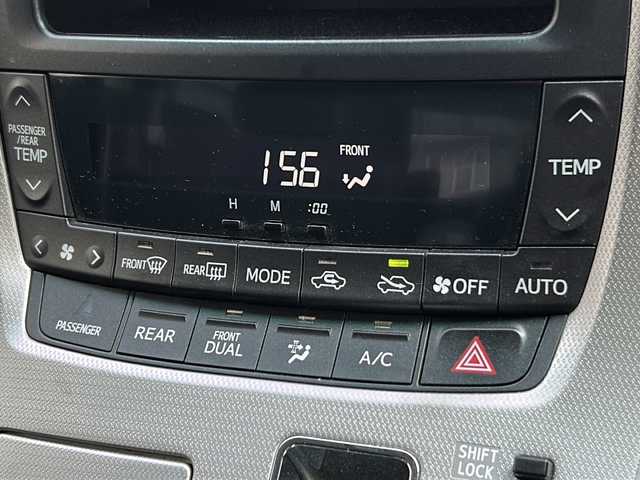 PASSENGER
/REAR
TEMP
156
FRONT
H M :00
TEMP
FRONT
REAR
MODE
OFF
AUTO
PASSENGER
REAR
FRONT
DUAL
A/C
SHIFT
LOCK